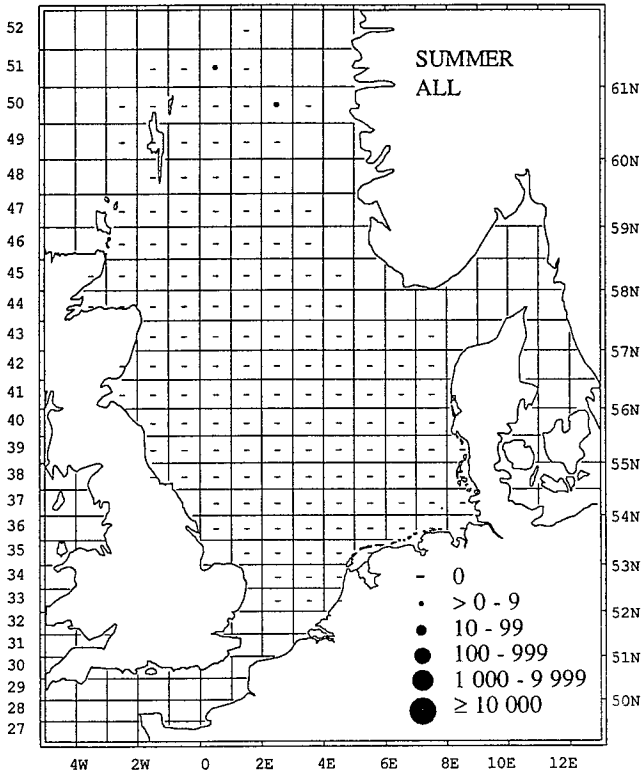 52
51
50
49
48
47
46
45
44
43
42
41
40
39
38
37
36
35
34
33
32
31
30
29
28
27
SUMMER
ALL
61N
60N
59N
58N
57N
56N
55N
54N
53N
52N
51N
50N
- 0
> 0 - 9
10 - 99
100 - 999
1 000 - 9 999
≥ 10 000
4W 2W 0 2E 4E 6E 8E 10E 12E